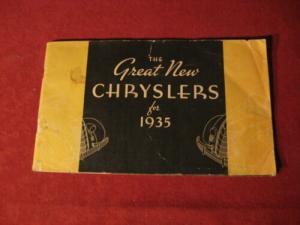 THE
Great New
CHRYSLERS
for
1935